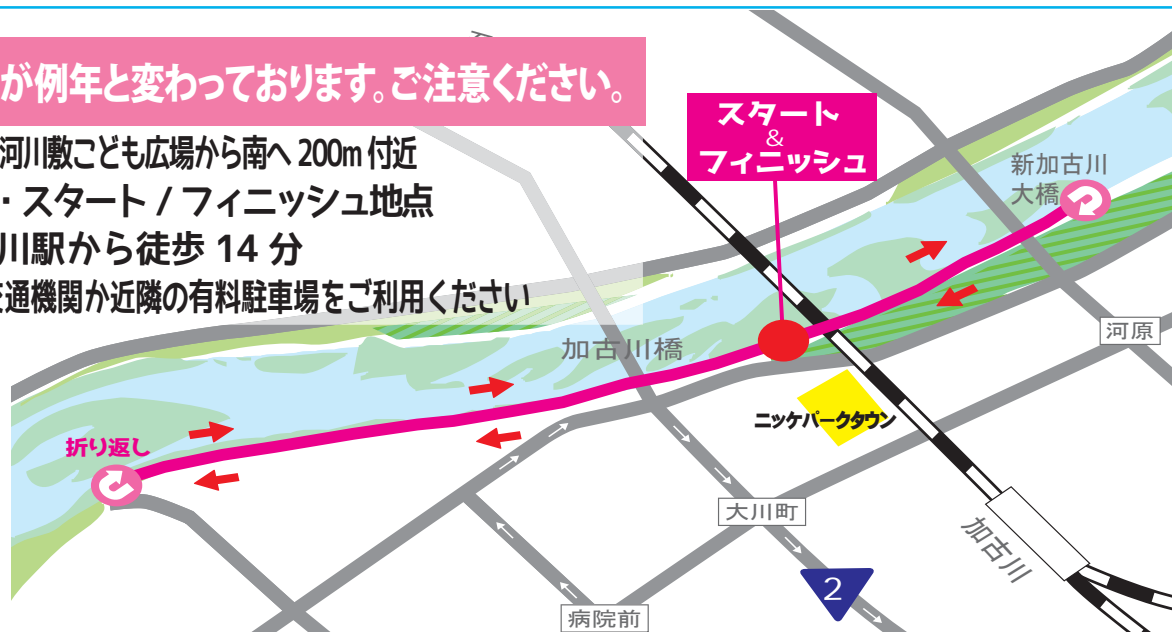 が例年と変わっております。ご注意ください。
河川敷こども広場から南へ 200m 付近
・スタート / フィニッシュ地点
川駅から徒歩 14 分
交通機関か近隣の有料駐車場をご利用ください
スタート
&
フィニッシュ
新加古川
大橋
河原
加古川橋
ニッケパークタウン
折り返し
大川町
加古川
2
病院前